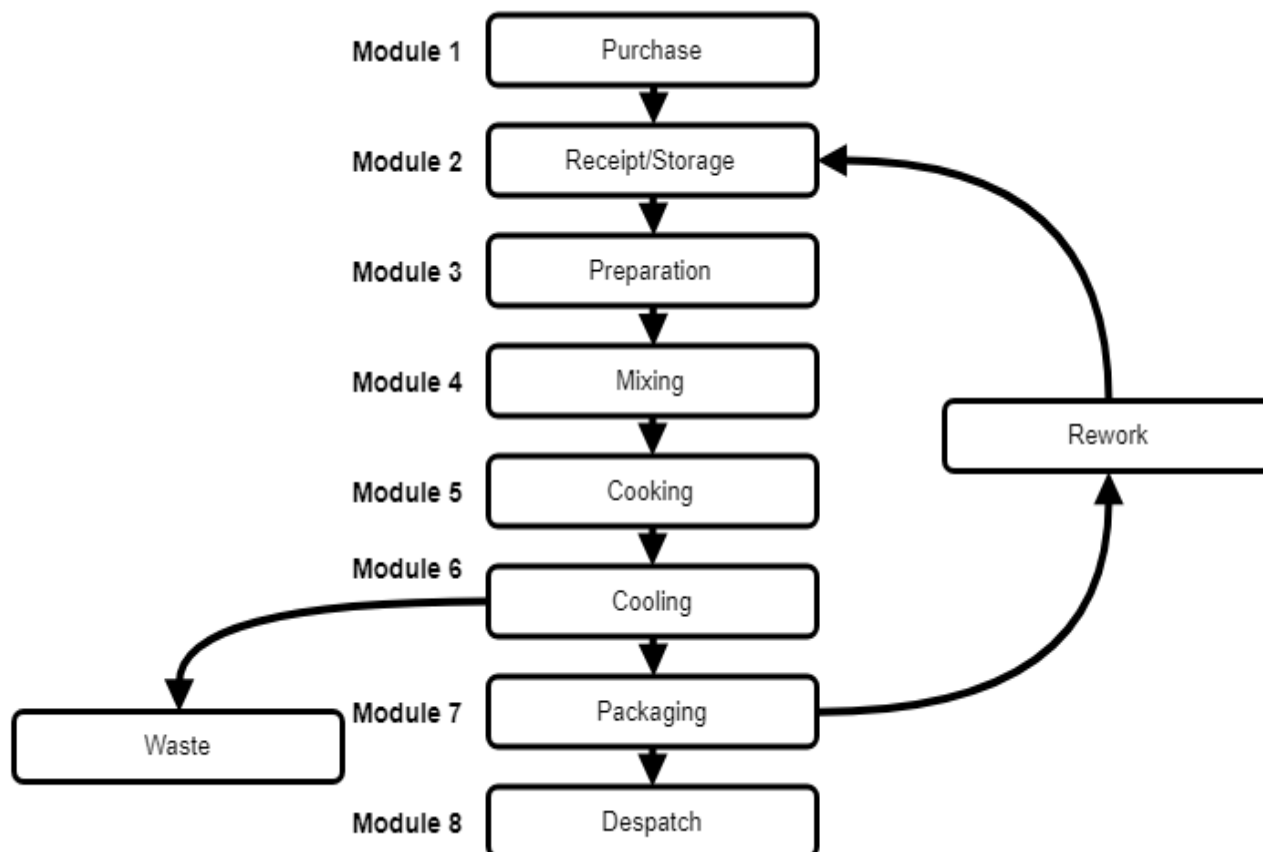 Module 1
Purchase
Module 2
Receipt/Storage
Module 3
Preparation
Module 4
Mixing
Rework
Module 5
Cooking
Module 6
Cooling
Module 7
Packaging
Waste
Module 8
Despatch